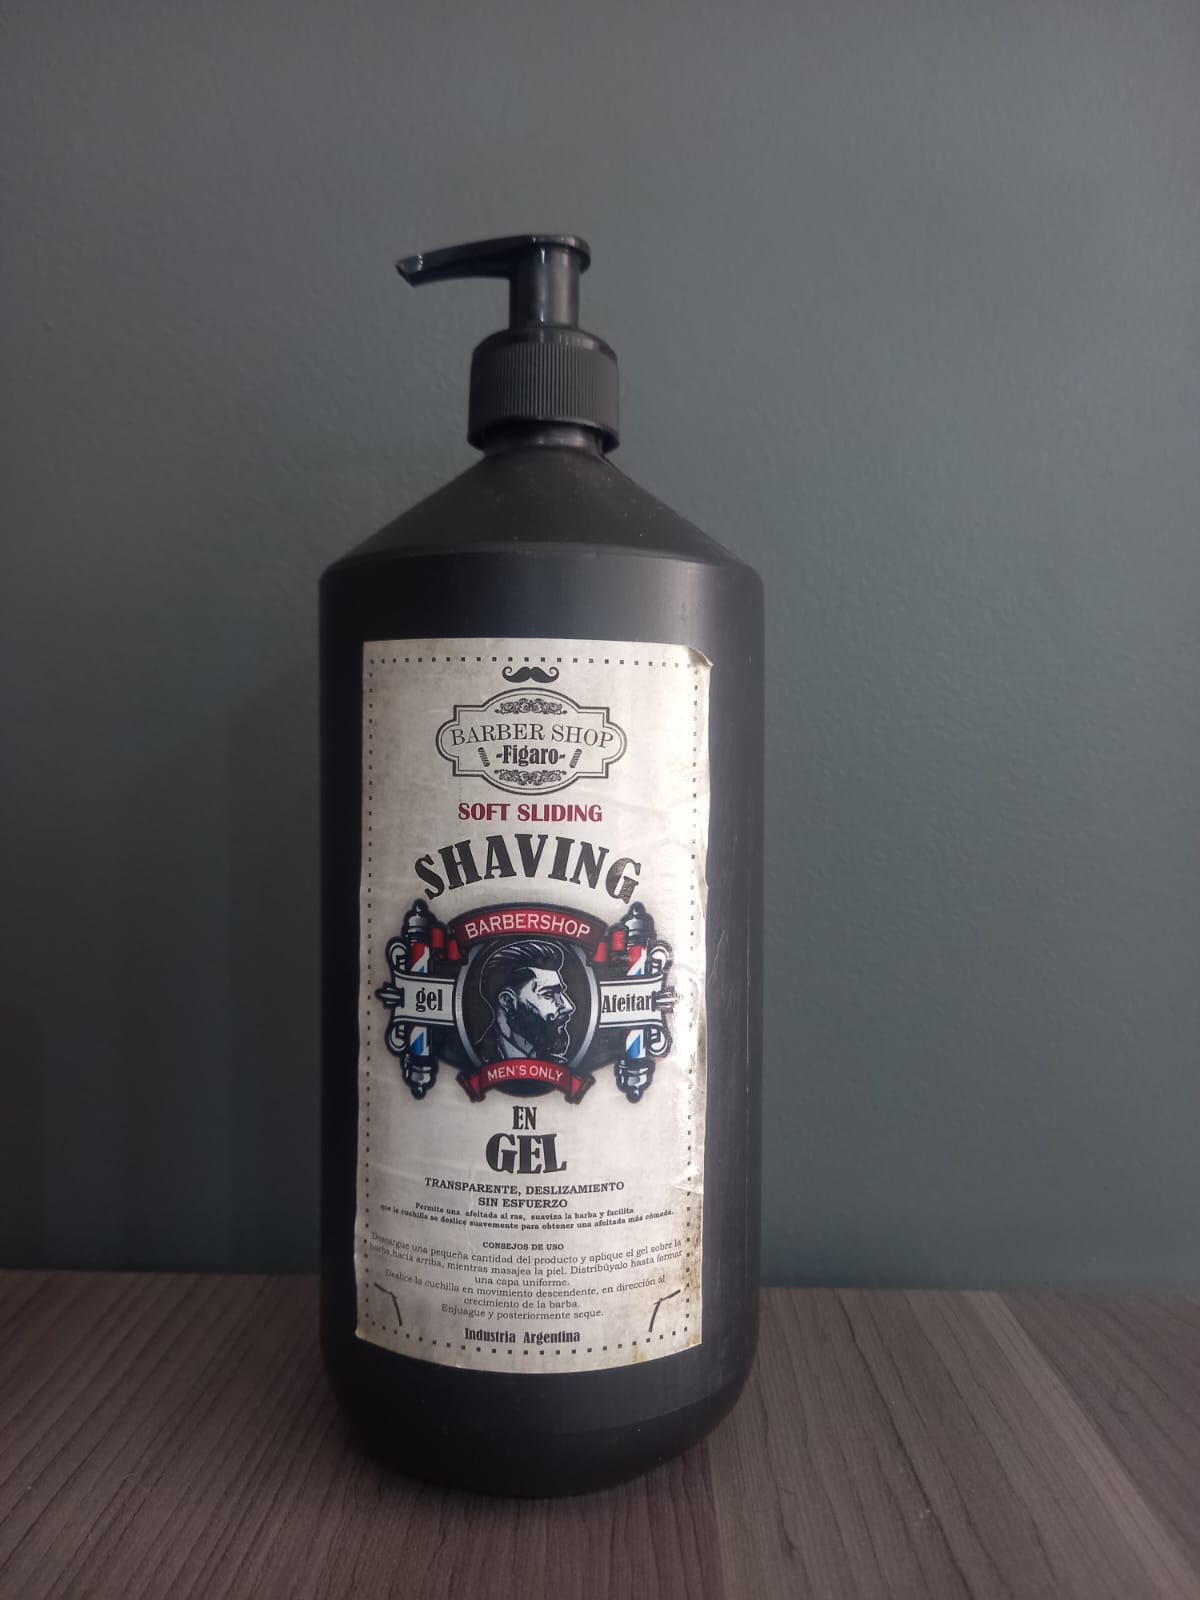 BARBER SHOP
-Figaro-
SOFT SLIDING
SHAVING
BARBERSHOP
gel
Afeitar
MEN'S ONLY
EN
GEL
TRANSPARENTE, DESLIZAMIENTO
SIN ESFUERZO
Permite una afeitada al ras, suaviza la barba y facilita
que la cuchilla se deslice suavemente para obtener una afeitada más cómoda.
CONSEJOS DE USO
Descargue una pequeña cantidad del producto y aplique el gel sobre la
barba,hacia arriba, mientras masajea la piel. Distribúyalo hasta formar
una capa uniforme.
Deslice la cuchilla en movimiento descendente, en dirección al
crecimiento de la barba.
Enjuague y posteriormente seque.
Industria Argentina